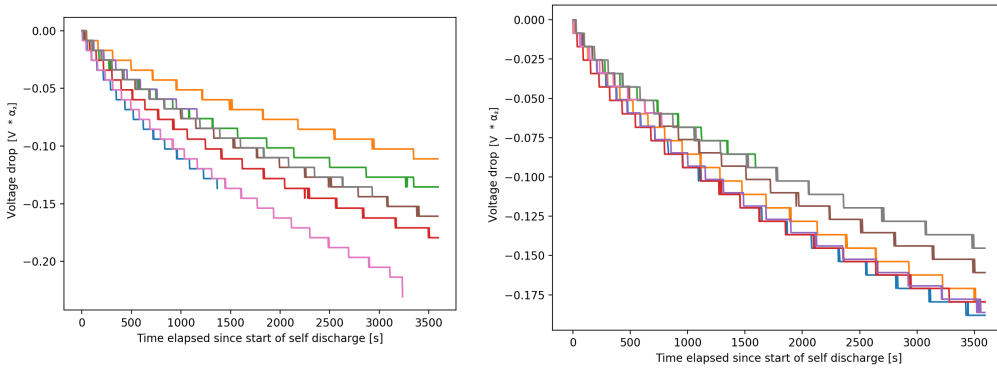 0.00
−0.05
−0.10
−0.15
−0.20
Voltage drop [V * α₁]
0 500 1000 1500 2000 2500 3000 3500
Time elapsed since start of self discharge [s]
0.000
−0.025
−0.050
−0.075
−0.100
−0.125
−0.150
−0.175
Voltage drop [V * α₂]
0 500 1000 1500 2000 2500 3000 3500
Time elapsed since start of self discharge [s]